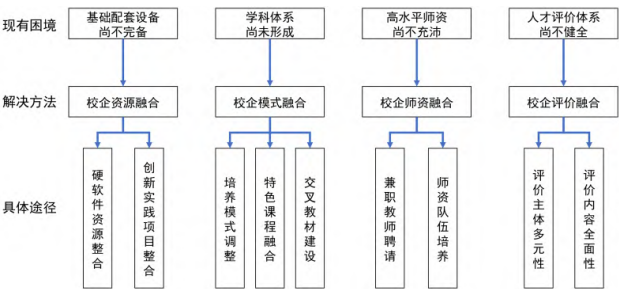 现有困境
基础配套设备
尚不完备
学科体系
尚未形成
高水平师资
尚不充沛
人才评价体系
尚不健全
解决方法
校企资源融合
校企模式融合
校企师资融合
校企评价融合
具体途径
硬软件资源整合
创新实践项目整合
培养模式调整
特色课程融合
交叉教材建设
兼职教师聘请
师资队伍培养
评价主体多元性
评价内容全面性